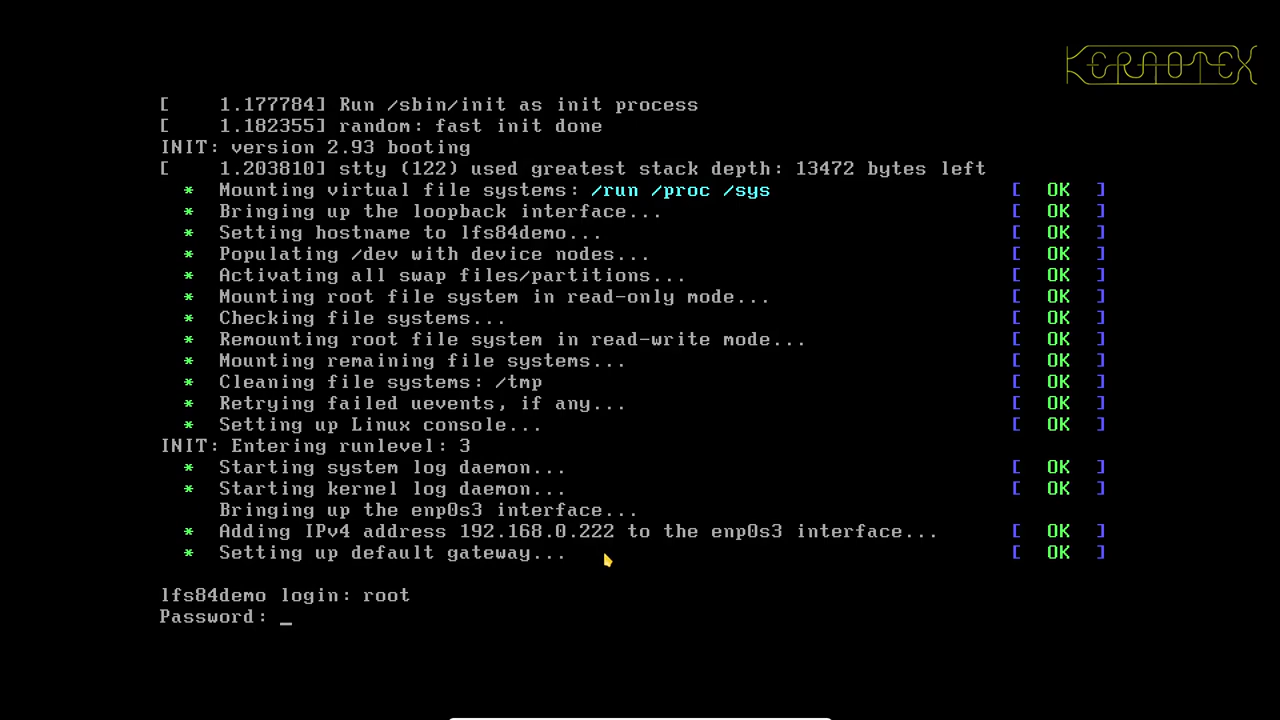 KERNOTEX
[    1.177784] Run /sbin/init as init process
[    1.182355] random: fast init done
INIT: version 2.93 booting
[    1.203810] stty (122) used greatest stack depth: 13472 bytes left
* Mounting virtual file systems: /run /proc /sys [ OK ]
* Bringing up the loopback interface... [ OK ]
* Setting hostname to lfs84demo... [ OK ]
* Populating /dev with device nodes... [ OK ]
* Activating all swap files/partitions... [ OK ]
* Mounting root file system in read-only mode... [ OK ]
* Checking file systems... [ OK ]
* Remounting root file system in read-write mode... [ OK ]
* Mounting remaining file systems... [ OK ]
* Cleaning file systems: /tmp [ OK ]
* Retrying failed uevents, if any... [ OK ]
* Setting up Linux console... [ OK ]
INIT: Entering runlevel: 3
* Starting system log daemon... [ OK ]
* Starting kernel log daemon... [ OK ]
Bringing up the enp0s3 interface...
* Adding IPv4 address 192.168.0.222 to the enp0s3 interface... [ OK ]
* Setting up default gateway... [ OK ]
lfs84demo login: root
Password: _